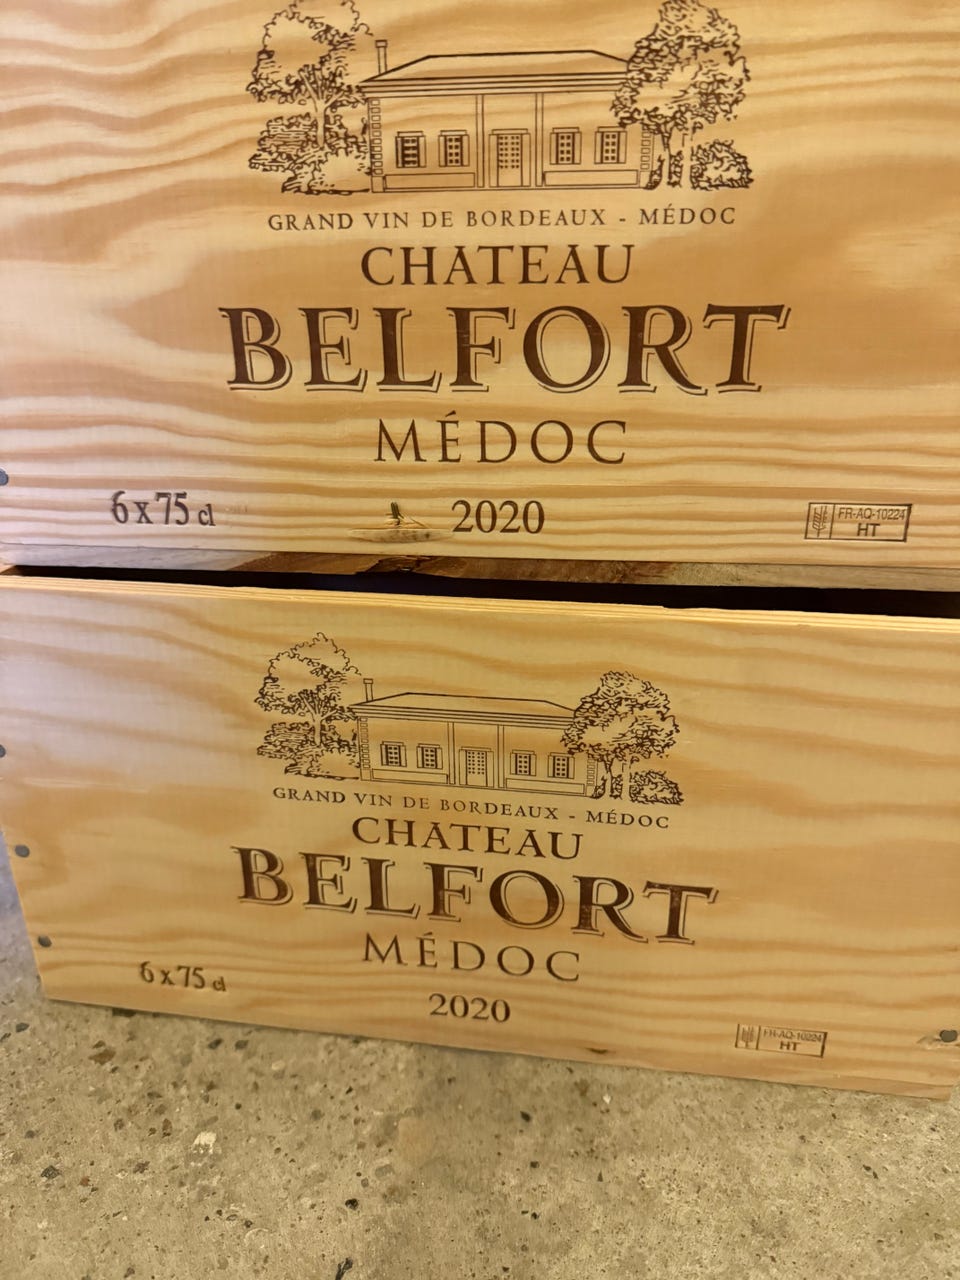 GRAND VIN DE BORDEAUX - MÉDOC
CHATEAU
BELFORT
MÉDOC
6 x 75 cl
2020
FR-AQ-10224
HT
GRAND VIN DE BORDEAUX - MÉDOC
CHATEAU
BELFORT
MÉDOC
6 x 75 cl
2020
FR-AQ-10224
HT